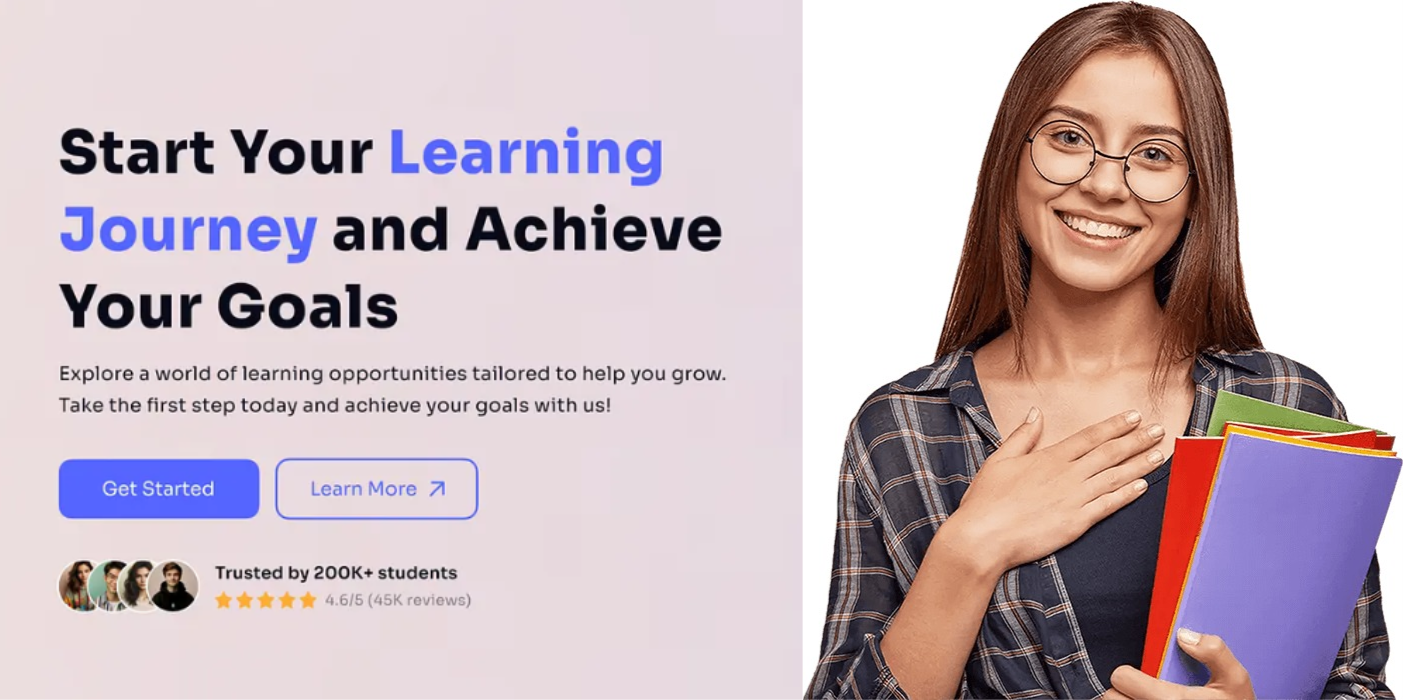 Start Your Learning
Journey and Achieve
Your Goals
Explore a world of learning opportunities tailored to help you grow.
Take the first step today and achieve your goals with us!
Get Started
Learn More
Trusted by 200K+ students
4.6/5 (45K reviews)